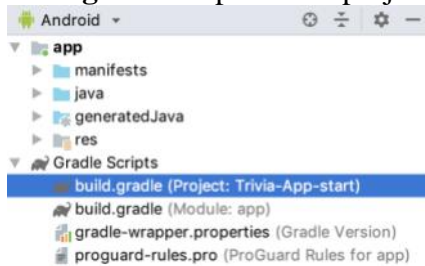 Android
app
manifests
java
generatedJava
res
Gradle Scripts
build.gradle (Project: Trivia-App-start)
build.gradle (Module: app)
gradle-wrapper.properties (Gradle Version)
proguard-rules.pro (ProGuard Rules for app)